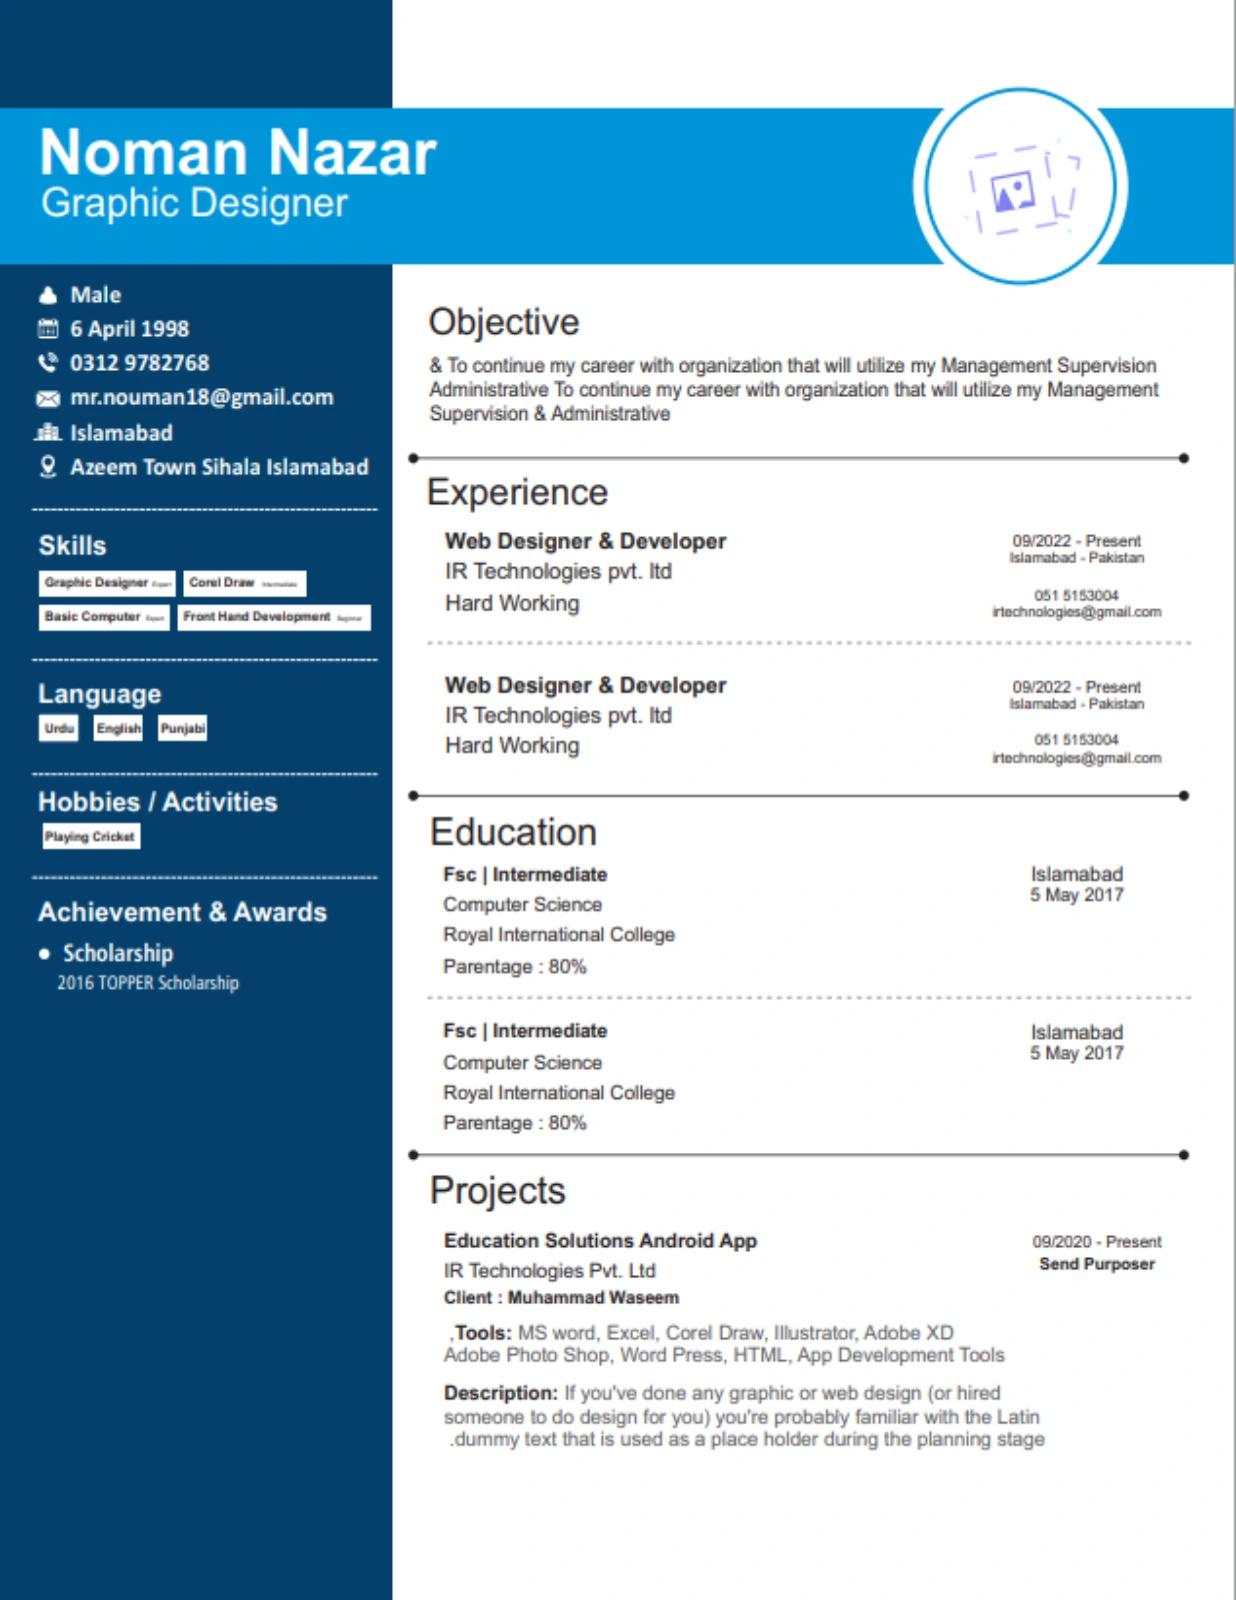 Noman Nazar
Graphic Designer
Male
6 April 1998
0312 9782768
mr.nouman18@gmail.com
Islamabad
Azeem Town Sihala Islamabad
Skills
Graphic Designer Expert Corel Draw Intermediate
Basic Computer Expert Front Hand Development Beginner
Language
Urdu English Punjabi
Hobbies / Activities
Playing Cricket
Achievement & Awards
Scholarship
2016 TOPPER Scholarship
Objective
& To continue my career with organization that will utilize my Management Supervision
Administrative To continue my career with organization that will utilize my Management
Supervision & Administrative
Experience
Web Designer & Developer
IR Technologies pvt. ltd
Hard Working
09/2022 - Present
Islamabad - Pakistan
051 5153004
irtechnologies@gmail.com
Web Designer & Developer
IR Technologies pvt. ltd
Hard Working
09/2022 - Present
Islamabad - Pakistan
051 5153004
irtechnologies@gmail.com
Education
Fsc | Intermediate
Computer Science
Royal International College
Parentage : 80%
Islamabad
5 May 2017
Fsc | Intermediate
Computer Science
Royal International College
Parentage : 80%
Islamabad
5 May 2017
Projects
Education Solutions Android App
IR Technologies Pvt. Ltd
Client : Muhammad Waseem
09/2020 - Present
Send Purposer
,Tools: MS word, Excel, Corel Draw, Illustrator, Adobe XD
Adobe Photo Shop, Word Press, HTML, App Development Tools
Description: If you've done any graphic or web design (or hired
someone to do design for you) you're probably familiar with the Latin
.dummy text that is used as a place holder during the planning stage